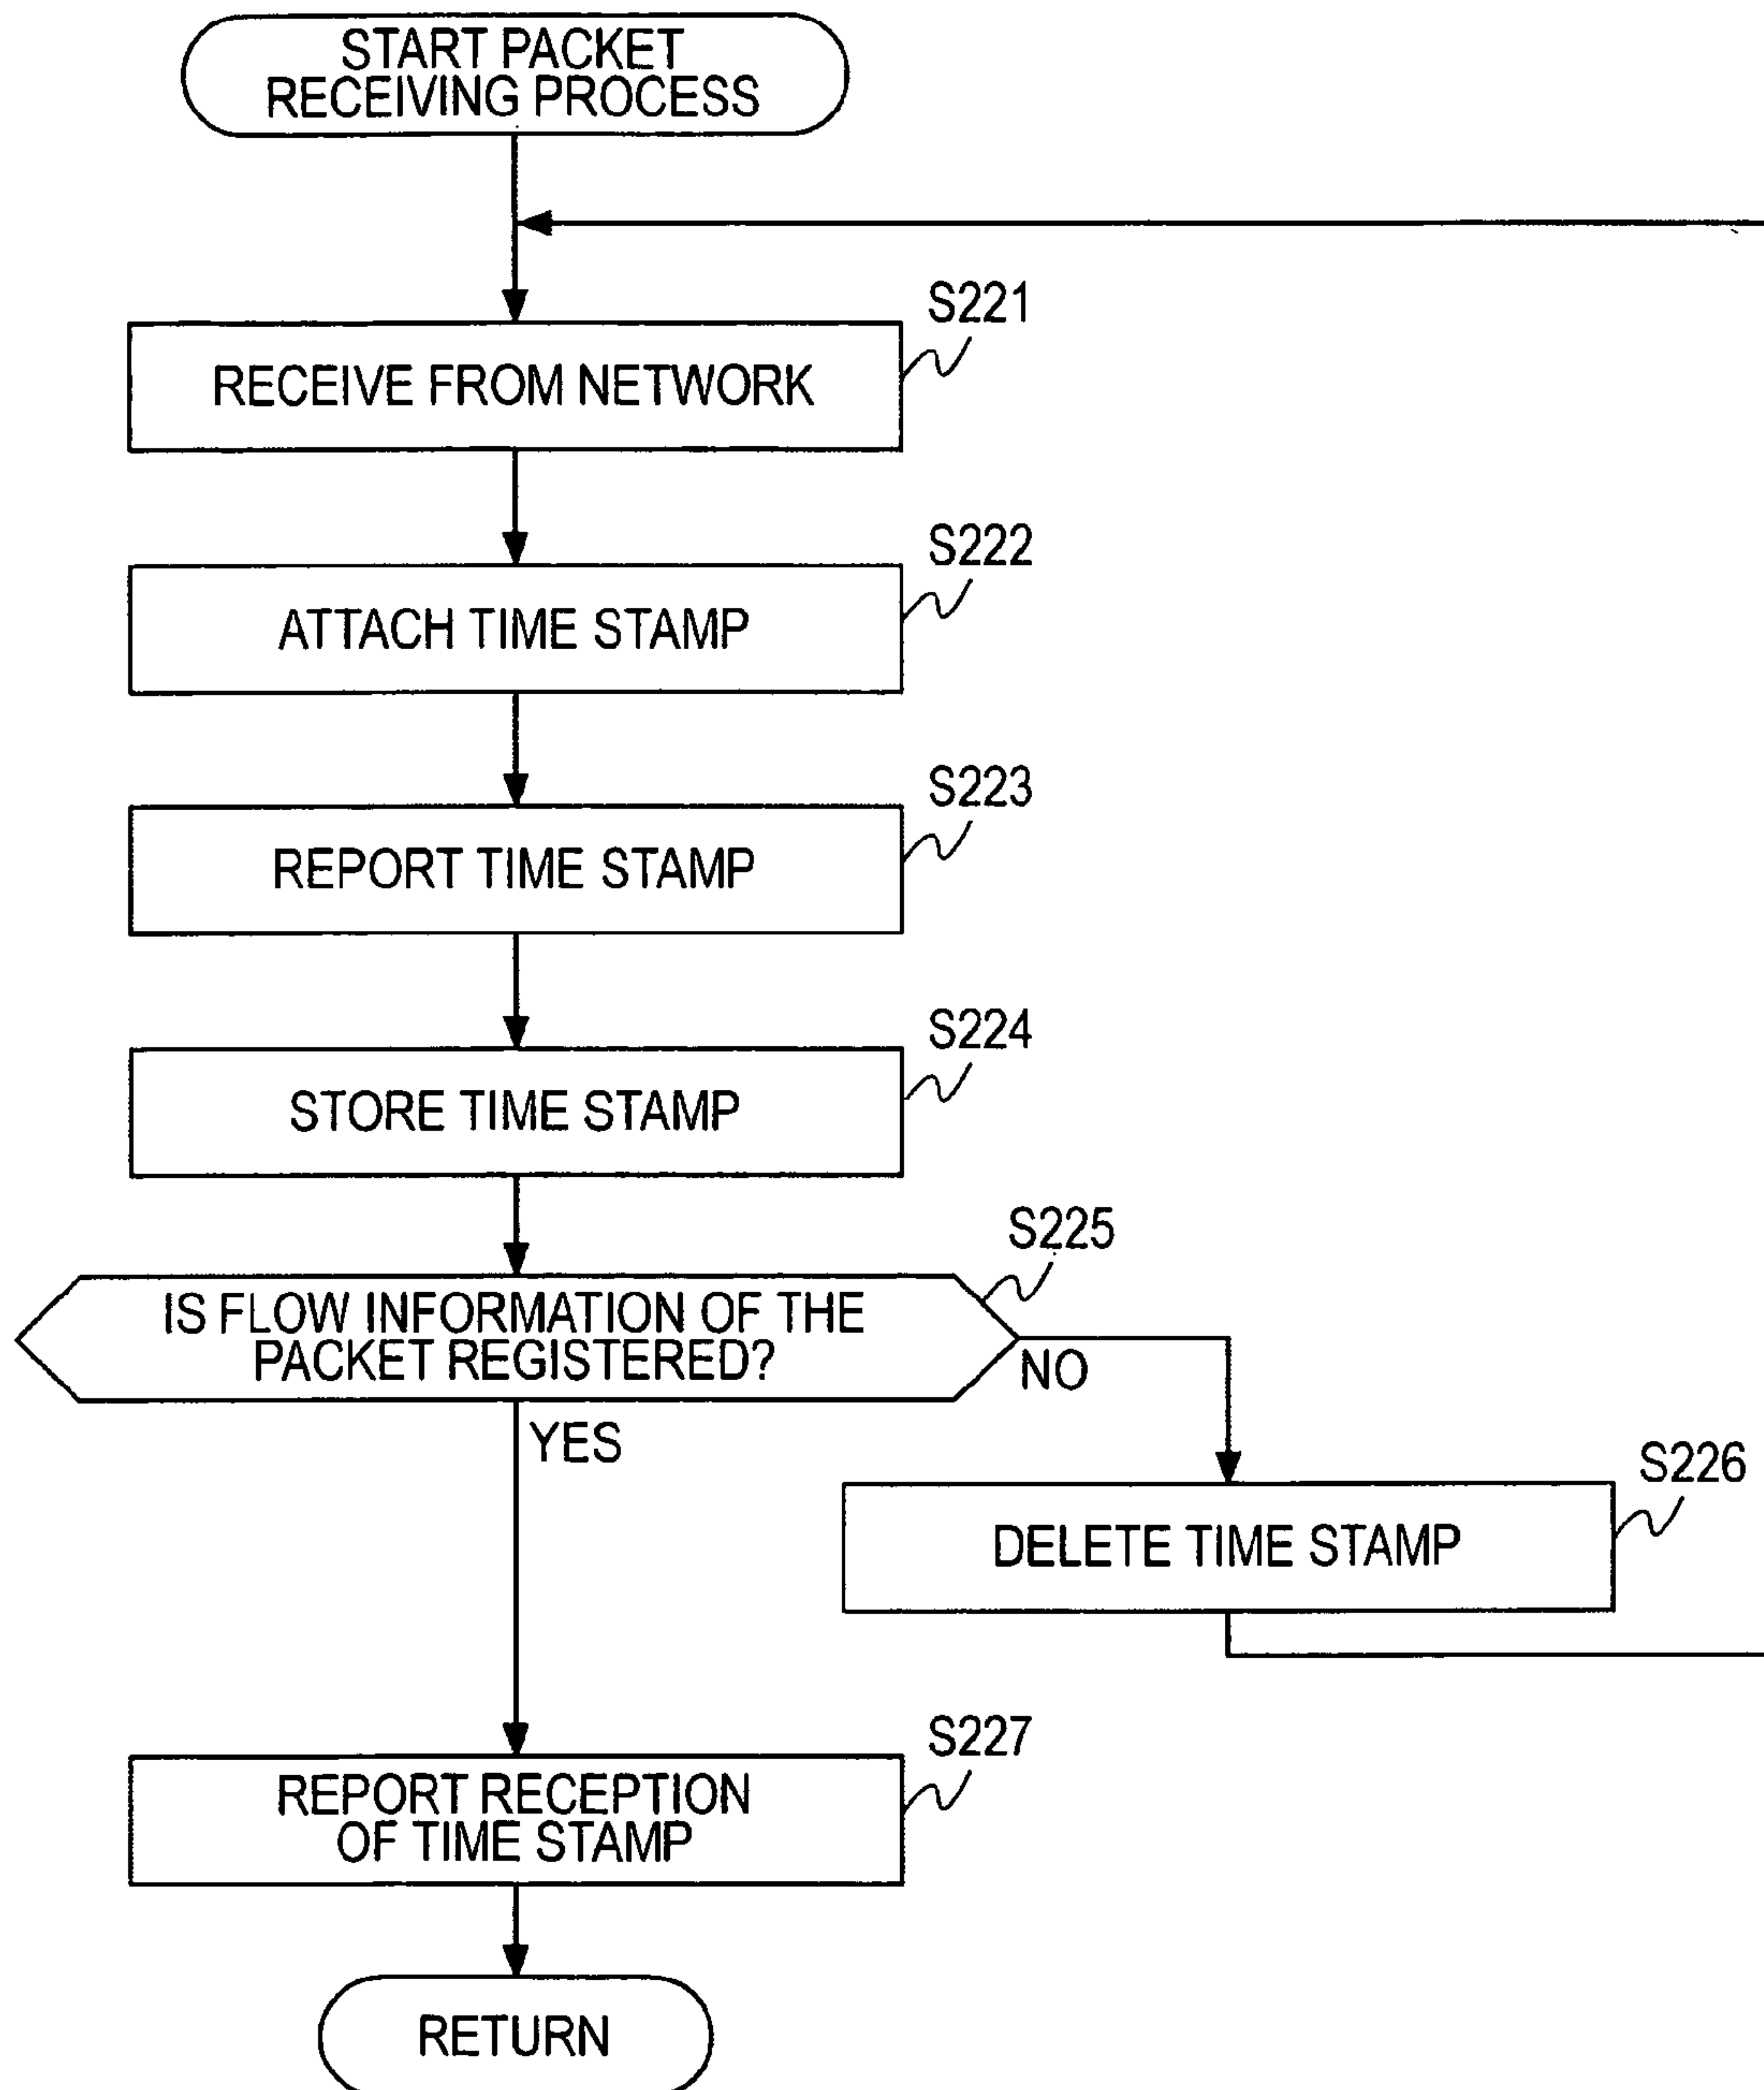 START PACKET
RECEIVING PROCESS
S221
RECEIVE FROM NETWORK
S222
ATTACH TIME STAMP
S223
REPORT TIME STAMP
S224
STORE TIME STAMP
S225
IS FLOW INFORMATION OF THE
PACKET REGISTERED?
NO
YES
S226
DELETE TIME STAMP
S227
REPORT RECEPTION
OF TIME STAMP
RETURN